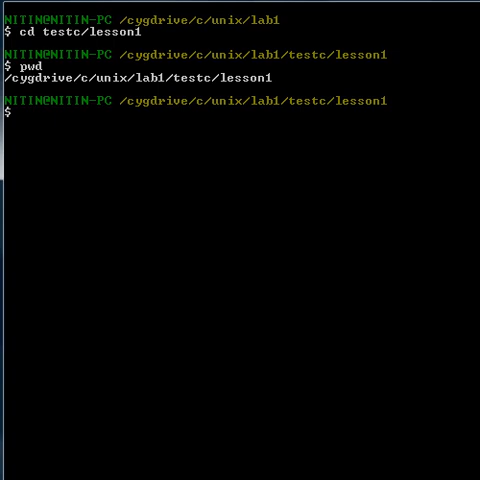 NITIN@NITIN-PC /cygdrive/c/unix/lab1
$ cd testc/lesson1
NITIN@NITIN-PC /cygdrive/c/unix/lab1/testc/lesson1
$ pwd
/cygdrive/c/unix/lab1/testc/lesson1
NITIN@NITIN-PC /cygdrive/c/unix/lab1/testc/lesson1
$